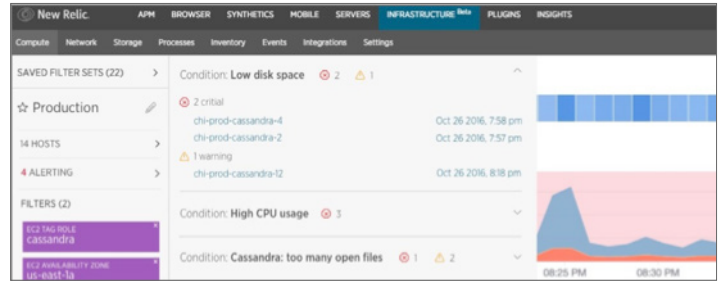 New Relic.
APM BROWSER SYNTHETICS MOBILE SERVERS INFRASTRUCTURE Beta PLUGINS INSIGHTS
Compute Network Storage Processes Inventory Events Integrations Settings
SAVED FILTER SETS (22) >
Production
14 HOSTS >
4 ALERTING >
FILTERS (2)
EC2 TAG ROLE
cassandra
EC2 AVAILABILITY ZONE
us-east-1a
Condition: Low disk space 2 1
2 critial
chi-prod-cassandra-4 Oct 26 2016, 7:58 pm
chi-prod-cassandra-2 Oct 26 2016, 7:57 pm
1 warning
chi-prod-cassandra-12 Oct 26 2016, 8:18 pm
Condition: High CPU usage 3
Condition: Cassandra: too many open files 1 2
08:25 PM 08:30 PM